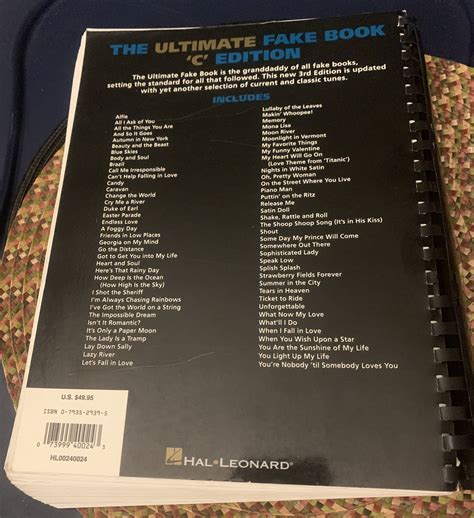 THE ULTIMATE FAKE BOOK
'C' EDITION
The Ultimate Fake Book is the granddaddy of all fake books,
setting the standard for all that followed. This new 3rd Edition is updated
with yet another selection of current and classic tunes.
INCLUDES
Alfie
All I Ask of You
All the Things You Are
And So It Goes
Autumn in New York
Beauty and the Beast
Blue Skies
Body and Soul
Brazil
Call Me Irresponsible
Can't Help Falling in Love
Candy
Caravan
Change the World
Cry Me a River
Duke of Earl
Easter Parade
Endless Love
A Foggy Day
Friends in Low Places
Georgia on My Mind
Go the Distance
Got to Get You into My Life
Heart and Soul
Here's That Rainy Day
How Deep Is the Ocean
(How High Is the Sky)
I Shot the Sheriff
I'm Always Chasing Rainbows
I've Got the World on a String
The Impossible Dream
Isn't It Romantic?
It's Only a Paper Moon
The Lady Is a Tramp
Lay Down Sally
Lazy River
Let's Fall in Love
Lullaby of the Leaves
Makin' Whoopee!
Memory
Mona Lisa
Moon River
Moonlight in Vermont
My Favorite Things
My Funny Valentine
My Heart Will Go On
(Love Theme from 'Titanic')
Nights in White Satin
Oh, Pretty Woman
On the Street Where You Live
Piano Man
Puttin' on the Ritz
Release Me
Satin Doll
Shake, Rattle and Roll
The Shoop Shoop Song (It's in His Kiss)
Shout
Some Day My Prince Will Come
Somewhere Out There
Sophisticated Lady
Speak Low
Splish Splash
Strawberry Fields Forever
Summer in the City
Tears in Heaven
Ticket to Ride
Unforgettable
What Now My Love
What'll I Do
When I Fall in Love
When You Wish Upon a Star
You Are the Sunshine of My Life
You Light Up My Life
You're Nobody 'til Somebody Loves You
U.S. $49.95
ISBN 0-7935-2939-5
0 73999 40024 3
HL00240024
HAL•LEONARD®